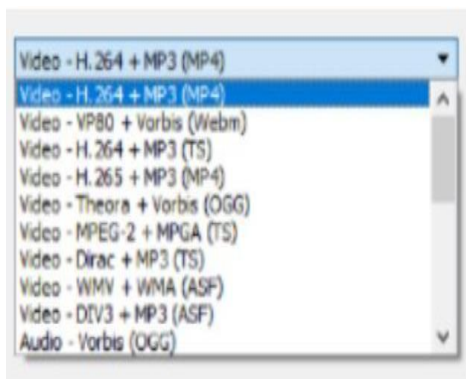 Video - H.264 + MP3 (MP4)
Video - H.264 + MP3 (MP4)
Video - VP80 + Vorbis (Webm)
Video - H.264 + MP3 (TS)
Video - H.265 + MP3 (MP4)
Video - Theora + Vorbis (OGG)
Video - MPEG-2 + MPGA (TS)
Video - Dirac + MP3 (TS)
Video - WMV + WMA (ASF)
Video - DIV3 + MP3 (ASF)
Audio - Vorbis (OGG)